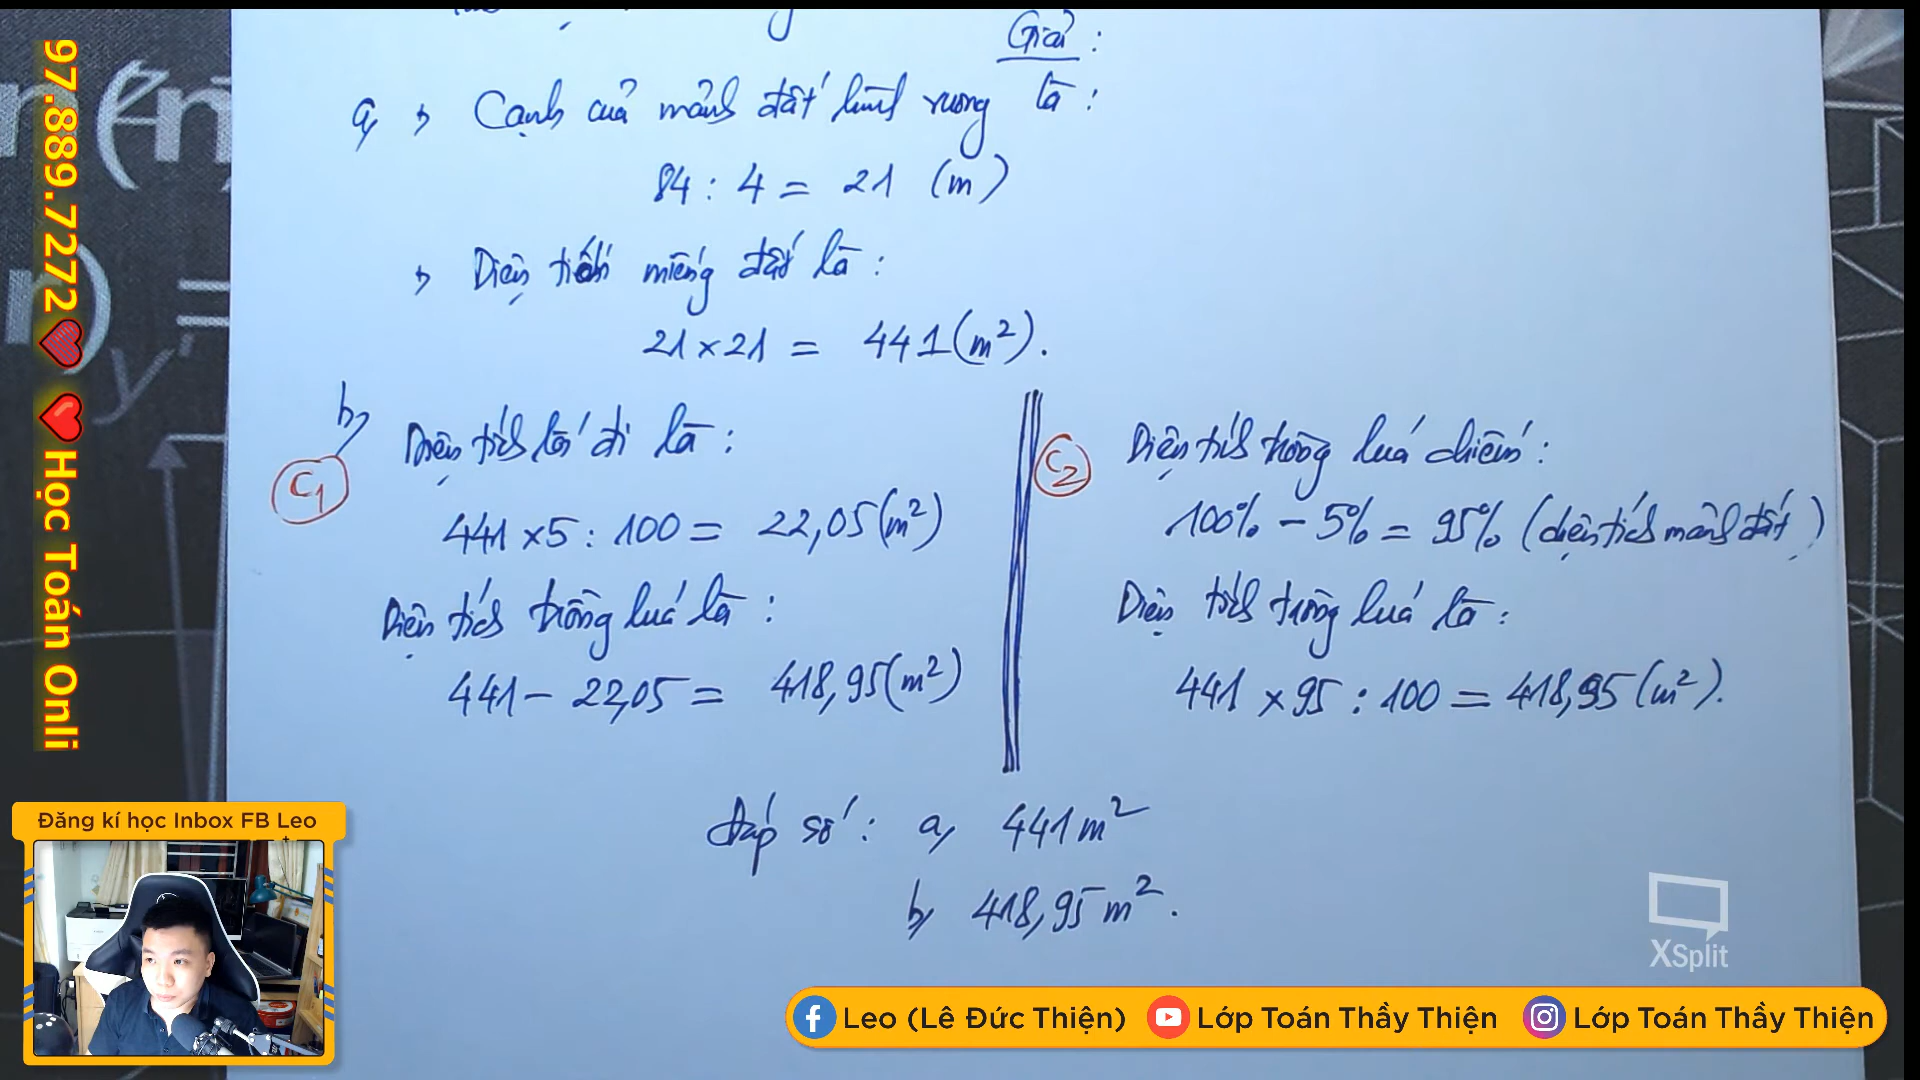 Giải:
a, > Cạnh của mảnh đất hình vuông là:
84 : 4 = 21 (m)
> Diện tích miếng đất là:
21 x 21 = 441 (m²).
b,
C1
Diện tích lối đi là:
441 x 5 : 100 = 22,05 (m²)
Diện tích trồng luá là:
441 - 22,05 = 418,95 (m²)
C2
Diện tích trồng luá chiếm:
100% - 5% = 95% (diện tích mảnh đất)
Diện tích trồng luá là:
441 x 95 : 100 = 418,95 (m²).
Đáp số: a, 441 m²
b, 418,95 m².
97.889.7272 ❤ ❤ Học Toán Onli
Đăng kí học Inbox FB Leo
XSplit
Leo (Lê Đức Thiện) Lớp Toán Thầy Thiện Lớp Toán Thầy Thiện